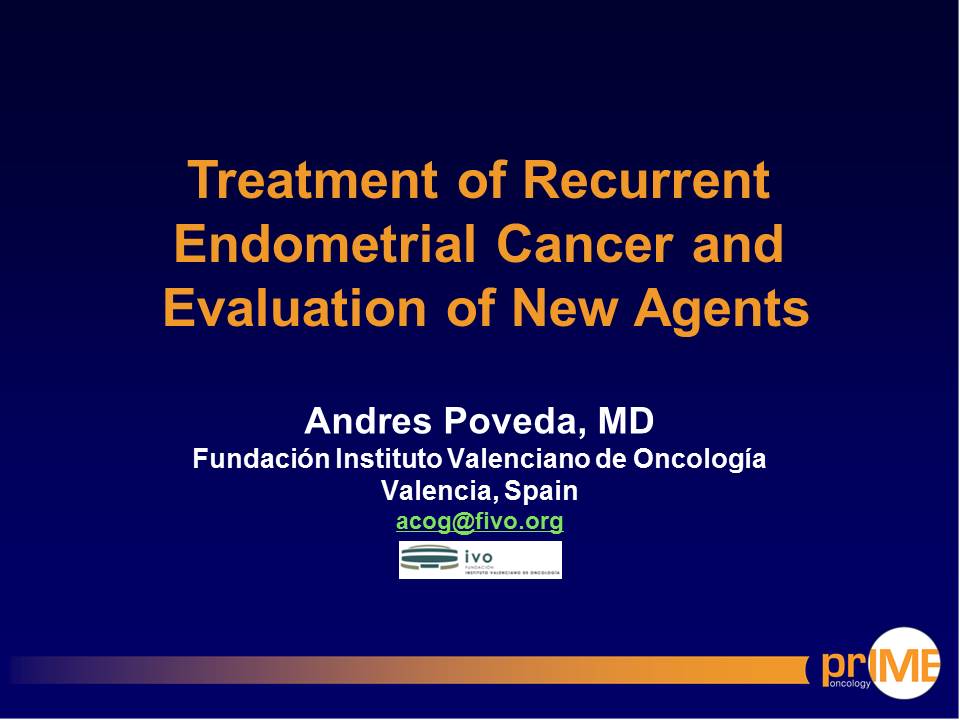 Treatment of Recurrent
Endometrial Cancer and
Evaluation of New Agents
Andres Poveda, MD
Fundación Instituto Valenciano de Oncología
Valencia, Spain
acog@fivo.org
ivo
FUNDACIÓN
INSTITUTO VALENCIANO DE ONCOLOGÍA
prIME
oncology